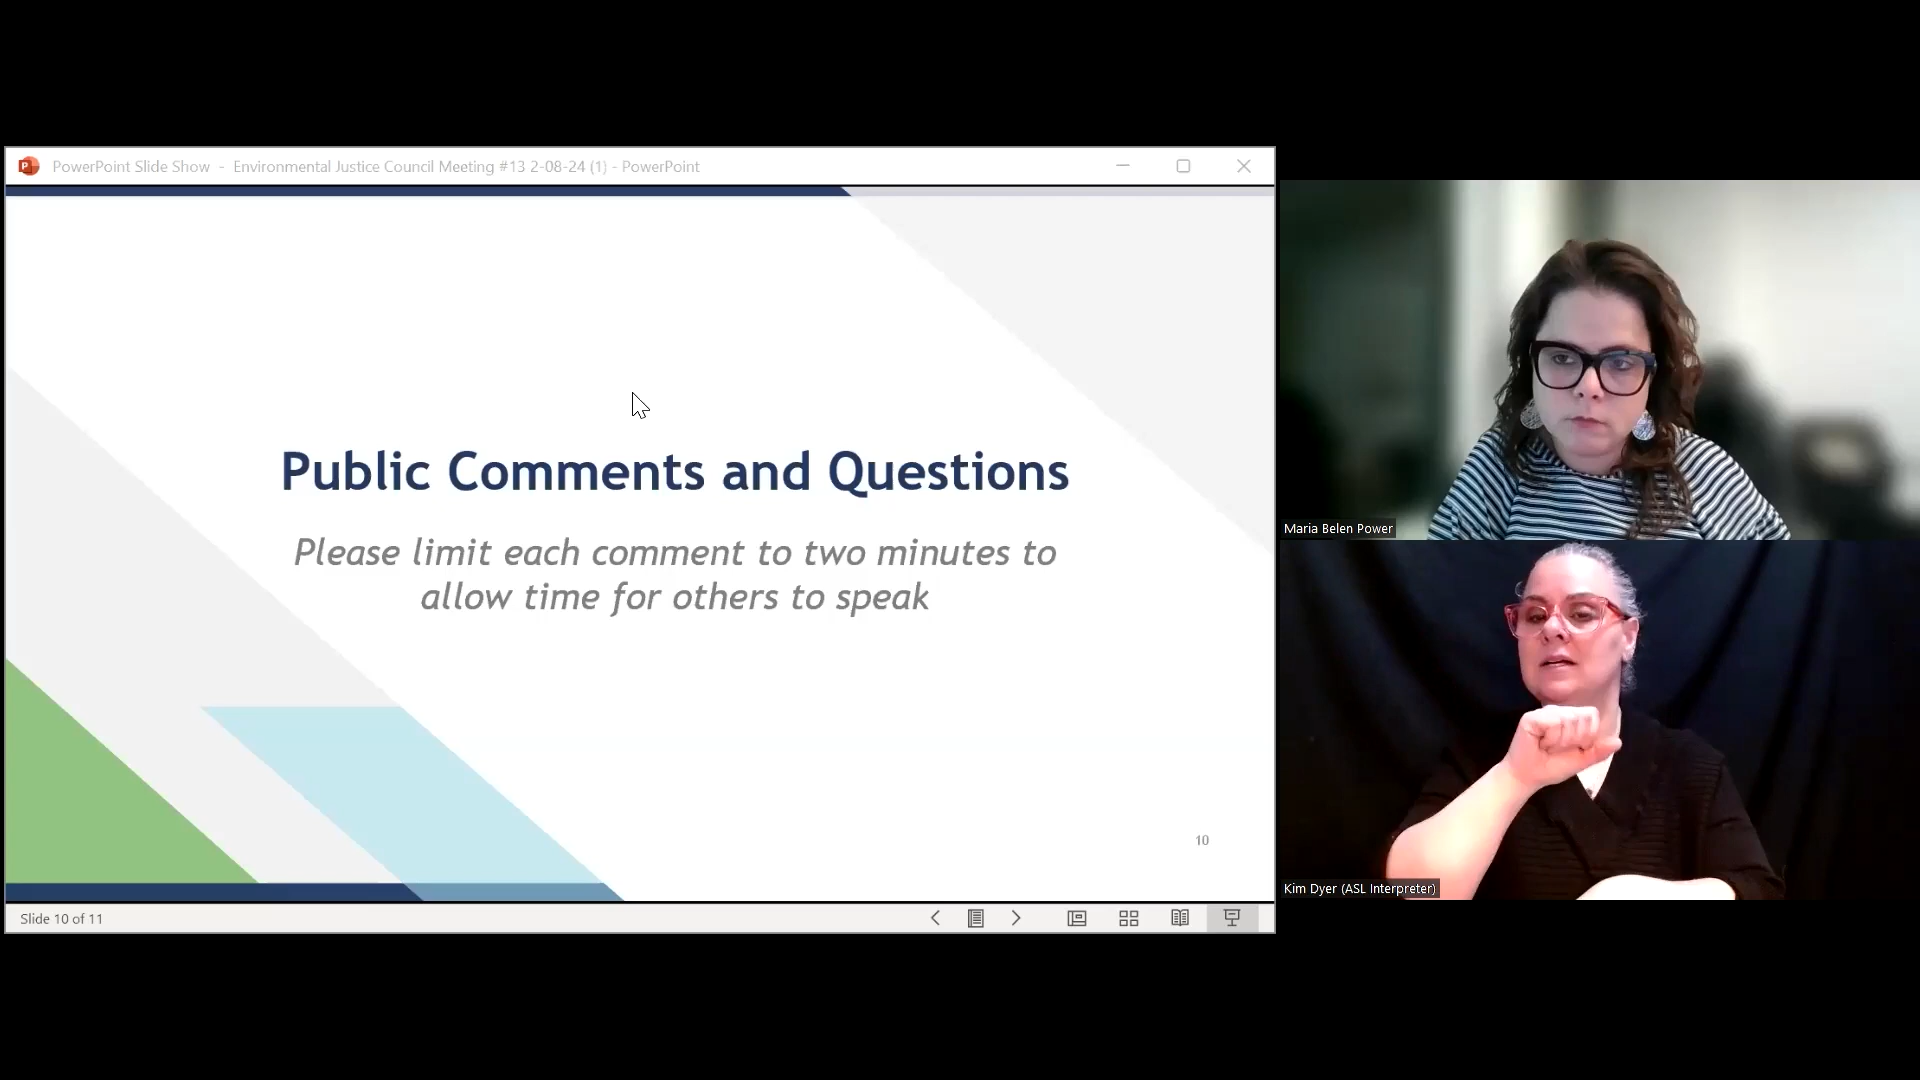 PowerPoint Slide Show - Environmental Justice Council Meeting #13 2-08-24 (1) - PowerPoint
Public Comments and Questions
Please limit each comment to two minutes to
allow time for others to speak
10
Slide 10 of 11
Maria Belen Power
Kim Dyer (ASL Interpreter)